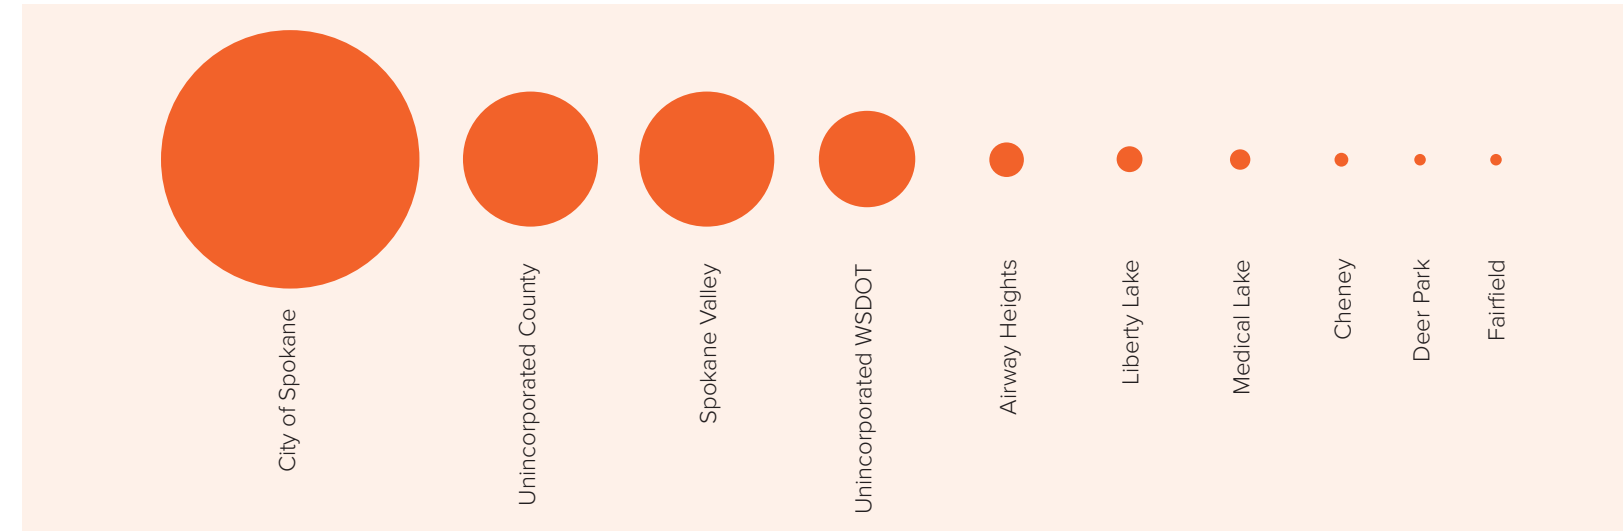 City of Spokane
Unincorporated County
Spokane Valley
Unincorporated WSDOT
Airway Heights
Liberty Lake
Medical Lake
Cheney
Deer Park
Fairfield